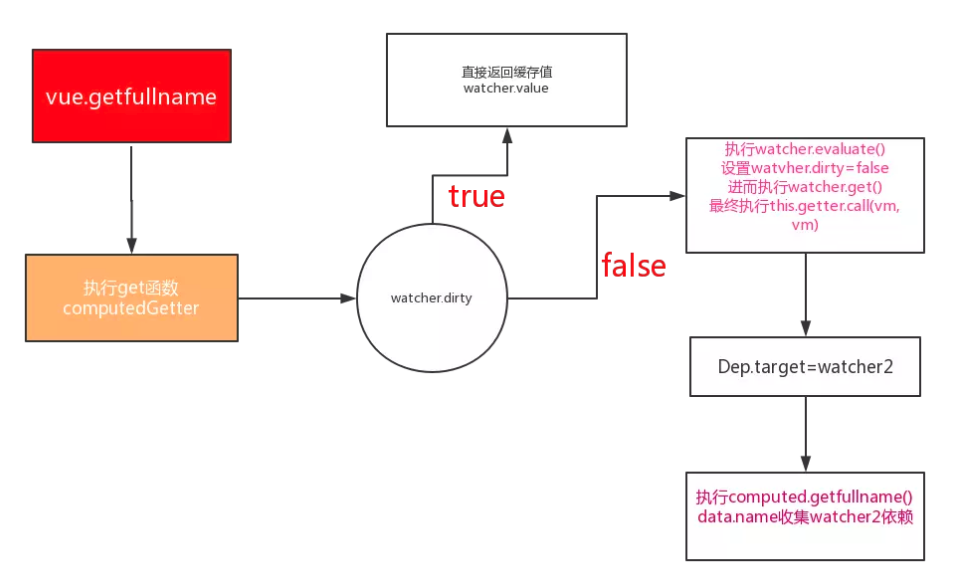 vue.getfullname
直接返回缓存值
watcher.value
执行watcher.evaluate()
设置watvher.dirty=false
进而执行watcher.get()
最终执行this.getter.call(vm,
vm)
true
false
执行get函数
computedGetter
watcher.dirty
Dep.target=watcher2
执行computed.getfullname()
data.name收集watcher2依赖